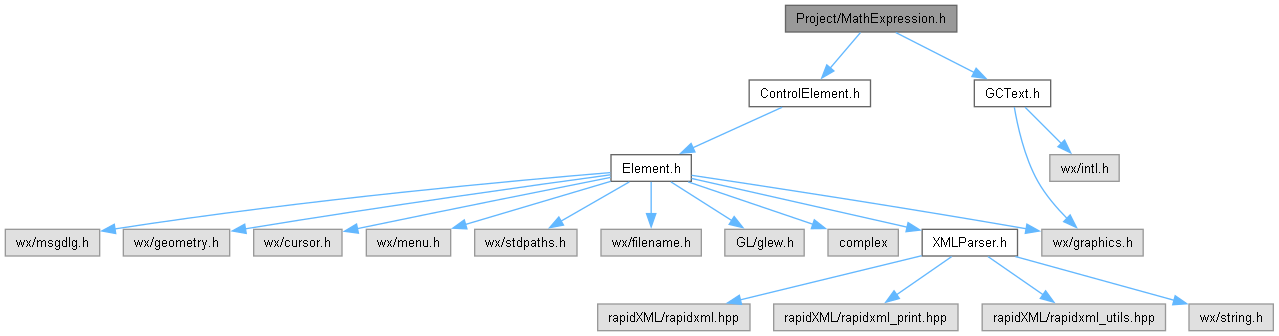 Project/MathExpression.h
ControlElement.h
GCText.h
Element.h
wx/intl.h
wx/msgdlg.h
wx/geometry.h
wx/cursor.h
wx/menu.h
wx/stdpaths.h
wx/filename.h
GL/glew.h
complex
XMLParser.h
wx/graphics.h
rapidXML/rapidxml.hpp
rapidXML/rapidxml_print.hpp
rapidXML/rapidxml_utils.hpp
wx/string.h